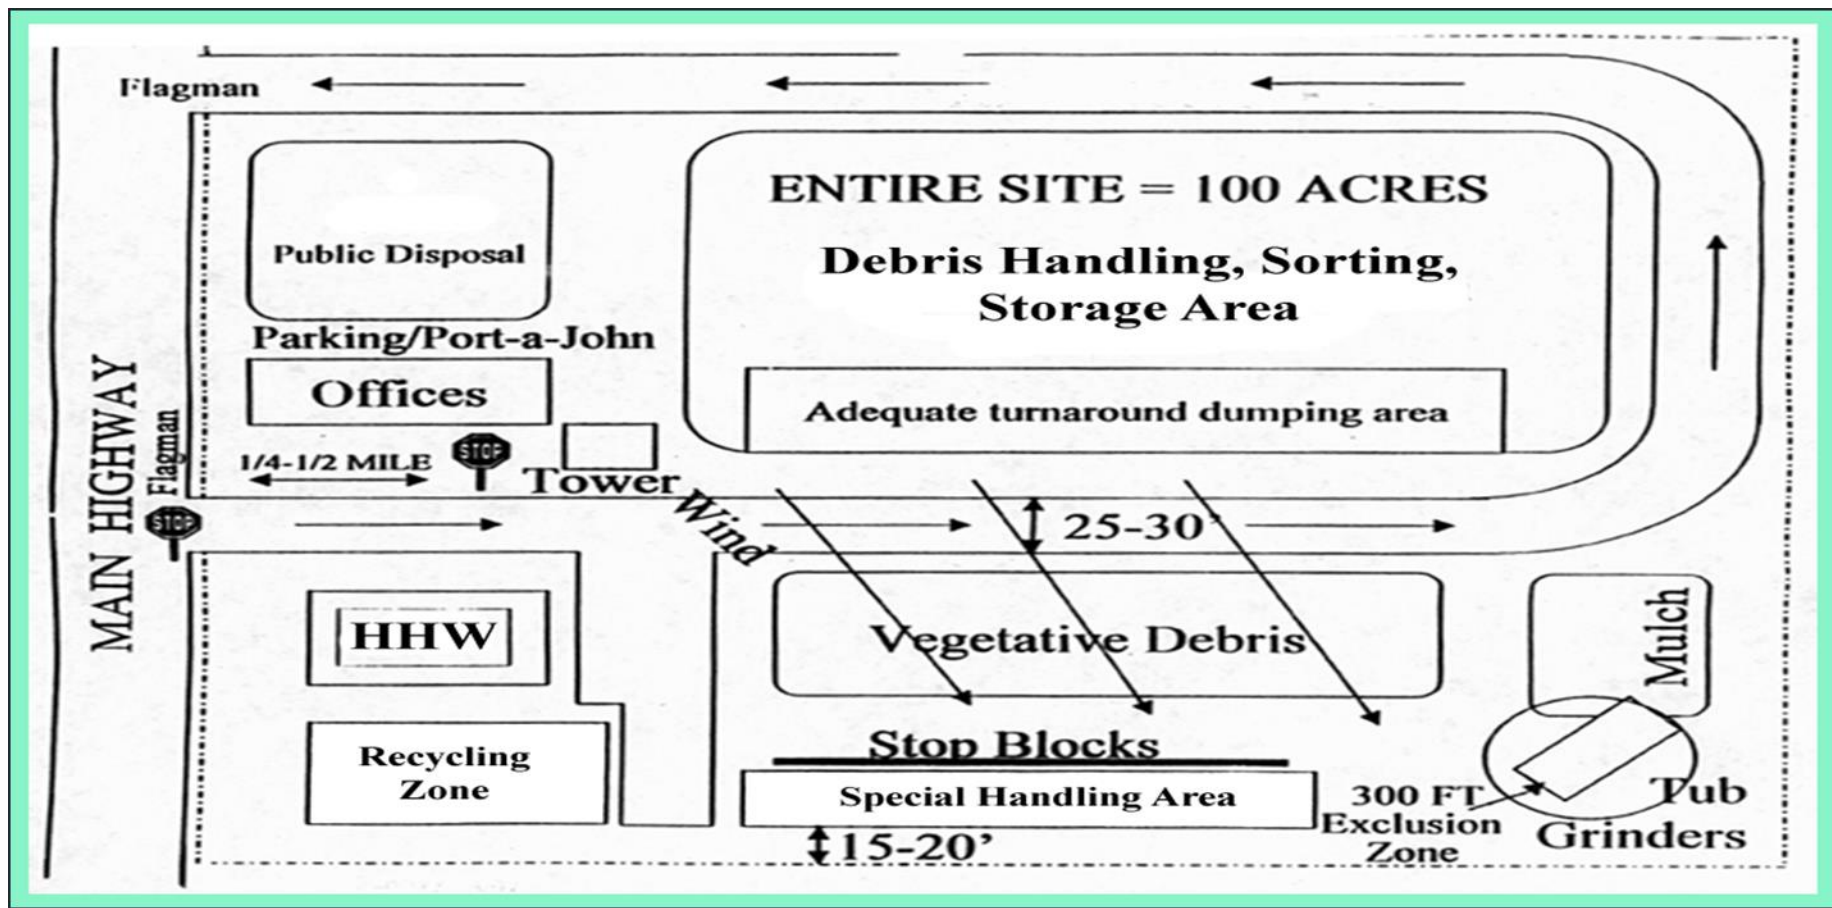 Flagman
ENTIRE SITE = 100 ACRES
Public Disposal
Debris Handling, Sorting,
Storage Area
Parking/Port-a-John
Offices
Adequate turnaround dumping area
MAIN HIGHWAY
Flagman
1/4-1/2 MILE
STOP
Tower
STOP
Wind
25-30'
HHW
Vegetative Debris
Mulch
Recycling
Zone
Stop Blocks
Special Handling Area
300 FT
Exclusion
Zone
Tub
Grinders
15-20'